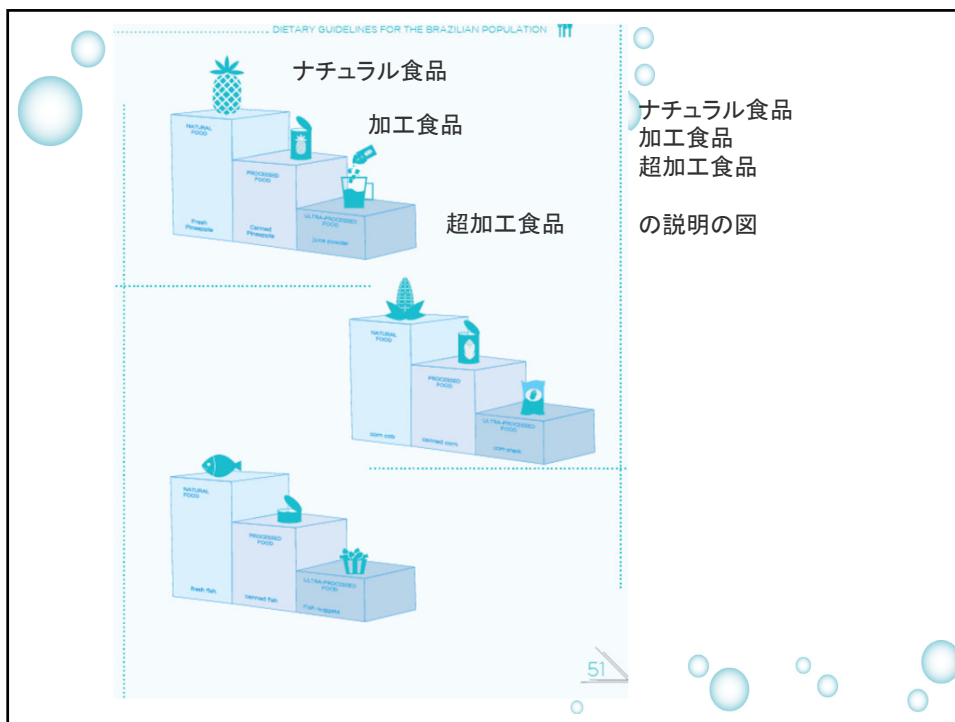 DIETARY GUIDELINES FOR THE BRAZILIAN POPULATION
ナチュラル食品
加工食品
超加工食品
NATURAL
FOOD
PROCESSED
FOOD
ULTRA-PROCESSED
FOOD
Fresh
Pineapple
Canned
Pineapple
juice powder
ナチュラル食品
加工食品
超加工食品
の説明の図
NATURAL
FOOD
PROCESSED
FOOD
ULTRA-PROCESSED
FOOD
corn cob
canned corn
corn snack
NATURAL
FOOD
PROCESSED
FOOD
ULTRA-PROCESSED
FOOD
fresh fish
canned fish
Fish nuggets
51